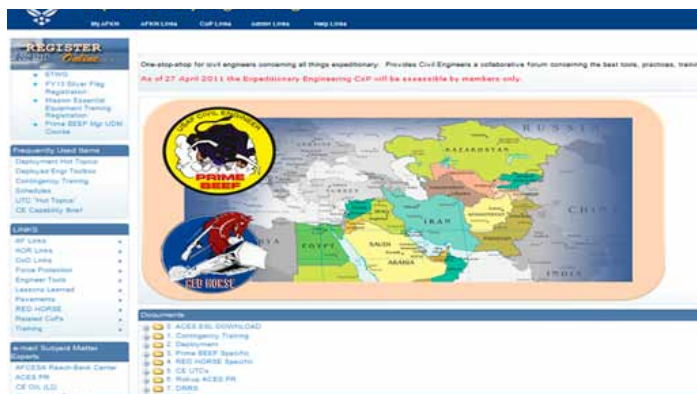 My AFKN AFKN Links CoP Links Admin Links Help Links
REGISTER
Online
BTWG
FY13 Silver Flag
Registration
Mission Essential
Equipment Training
Registration
Prime BEEF Mgr UDM
Course
One-stop-shop for civil engineers concerning all things expeditionary. Provides Civil Engineers a collaborative forum concerning the best tools, practices,
As of 27 April 2011 the Expeditionary Engineering CoP will be accessible by members only.
Frequently Used Items
Deployment Hot Topics
Deployed Engr Toolbox
Contingency Training
Schedules
UTC "Hot Topics"
CE Capability Brief
LINKS
AF Links
AOR Links
DoD Links
Force Protection
Engineer Tools
Lessons Learned
Pavements
RED HORSE
Related CoPs
Training
e-mail Subject Matter
Experts
AFCESA Reach-Back Center
ACES PR
CE OIL (LL)
USAF CIVIL ENGINEER
PRIME
BEEF
RED HORSE
RUSSIA
KAZAKHSTAN
CHINA
IRAN
EGYPT
SAUDI
ARABIA
INDIA
Documents
0. ACES ESL DOWNLOAD
1. Contingency Training
2. Deployment
3. Prime BEEF Specific
4. RED HORSE Specific
5. CE UTCs
6. Roll-up ACES PR
7. DRRS